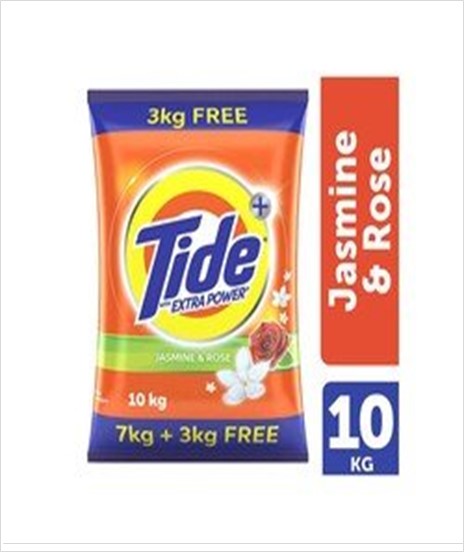 3kg FREE
Tide
+
WITH EXTRA POWER
JASMINE & ROSE
10 kg
7kg + 3kg FREE
Jasmine
& Rose
10
KG